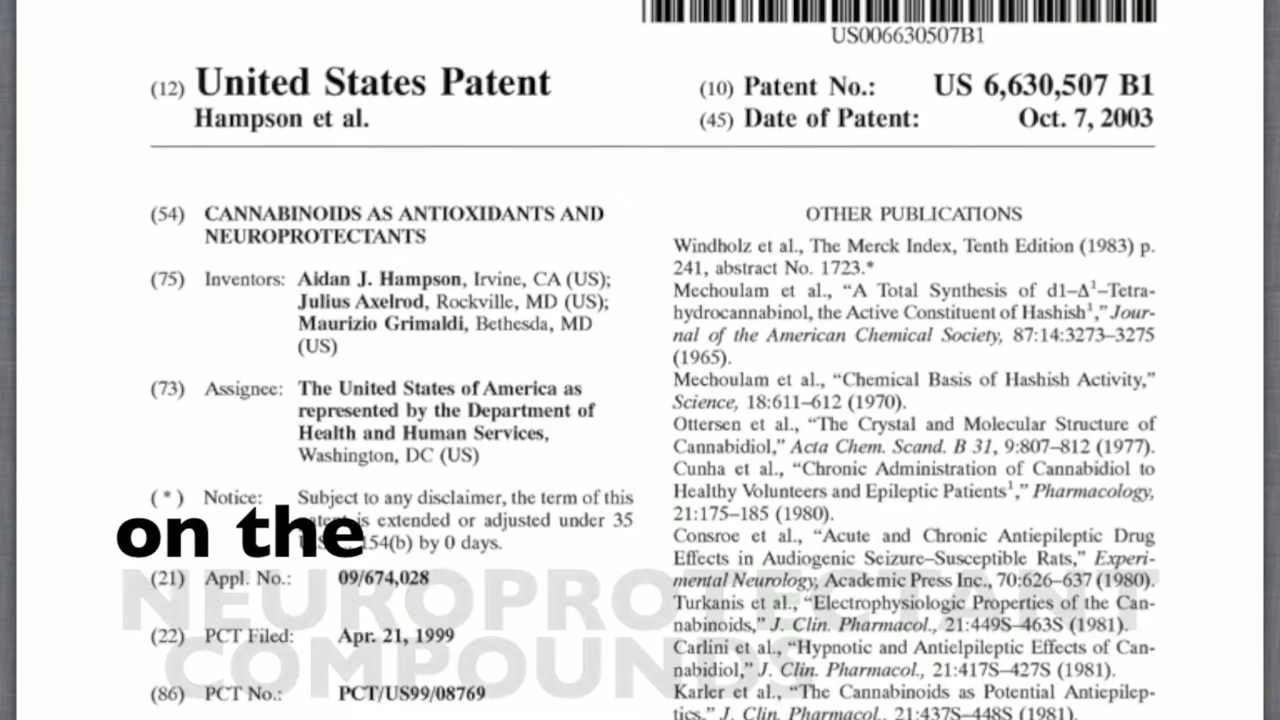 US006630507B1
(12) United States Patent
Hampson et al.
(10) Patent No.: US 6,630,507 B1
(45) Date of Patent: Oct. 7, 2003
(54) CANNABINOIDS AS ANTIOXIDANTS AND
NEUROPROTECTANTS
(75) Inventors: Aidan J. Hampson, Irvine, CA (US);
Julius Axelrod, Rockville, MD (US);
Maurizio Grimaldi, Bethesda, MD
(US)
(73) Assignee: The United States of America as
represented by the Department of
Health and Human Services,
Washington, DC (US)
(*) Notice: Subject to any disclaimer, the term of this
is extended or adjusted under 35
154(b) by 0 days.
on the
NEUROPROTECTANT
COMPOUNDS
(21) Appl. No.: 09/674,028
(22) PCT Filed: Apr. 21, 1999
(86) PCT No.: PCT/US99/08769
OTHER PUBLICATIONS
Windholz et al., The Merck Index, Tenth Edition (1983) p.
241, abstract No. 1723.*
Mechoulam et al., “A Total Synthesis of d1–Δ¹–Tetra-
hydrocannabinol, the Active Constituent of Hashish¹,” Jour-
nal of the American Chemical Society, 87:14:3273–3275
(1965).
Mechoulam et al., “Chemical Basis of Hashish Activity,”
Science, 18:611–612 (1970).
Ottersen et al., “The Crystal and Molecular Structure of
Cannabidiol,” Acta Chem. Scand. B 31, 9:807–812 (1977).
Cunha et al., “Chronic Administration of Cannabidiol to
Healthy Volunteers and Epileptic Patients¹,” Pharmacology,
21:175–185 (1980).
Consroe et al., “Acute and Chronic Antiepileptic Drug
Effects in Audiogenic Seizure–Susceptible Rats,” Experi-
mental Neurology, Academic Press Inc., 70:626–637 (1980).
Turkanis et al., “Electrophysiologic Properties of the Can-
nabinoids,” J. Clin. Pharmacol., 21:449S–463S (1981).
Carlini et al., “Hypnotic and Antielpileptic Effects of Can-
nabidiol,” J. Clin. Pharmacol., 21:417S–427S (1981).
Karler et al., “The Cannabinoids as Potential Antiepilep-
tics,” J. Clin. Pharmacol., 21:437S–448S (1981).